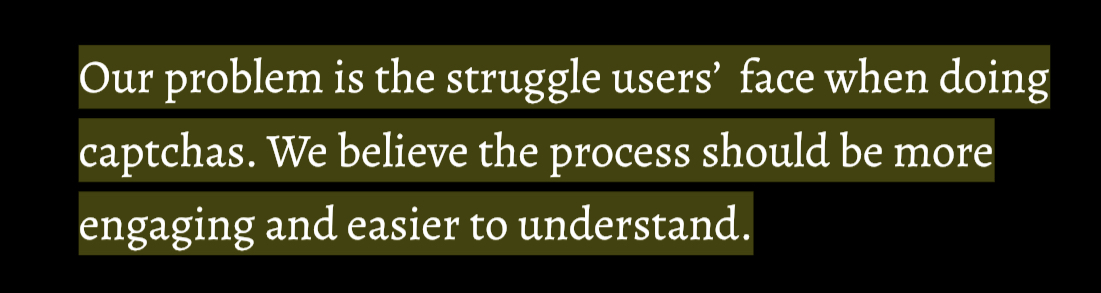 Our problem is the struggle users’  face when doing
captchas. We believe the process should be more
engaging and easier to understand.